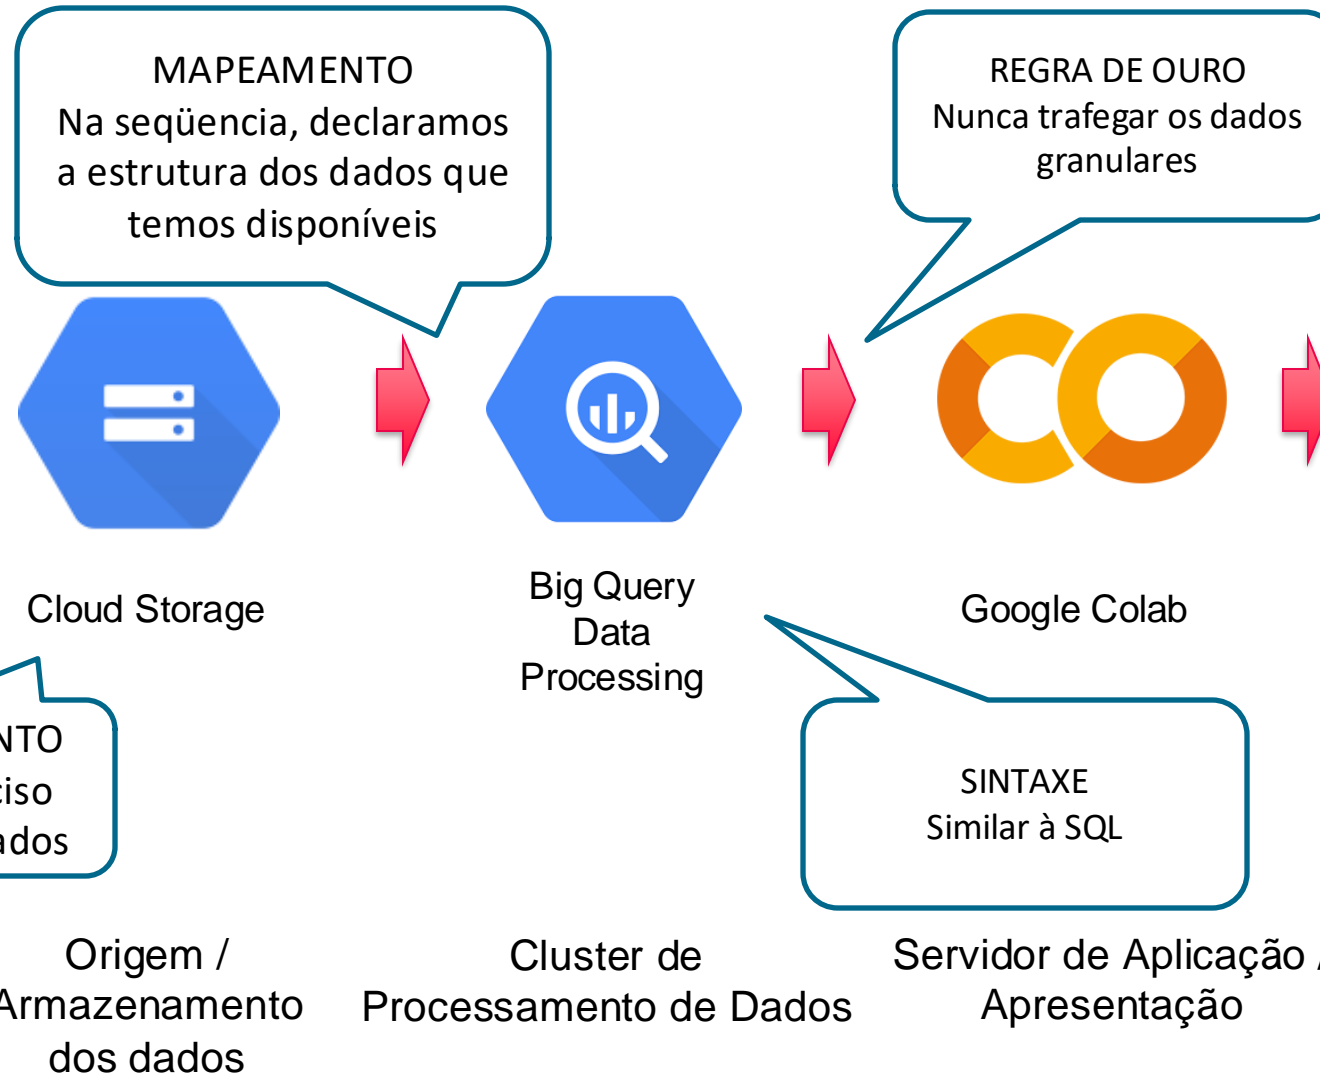 MAPEAMENTO
Na seqüencia, declaramos
a estrutura dos dados que
temos disponíveis
REGRA DE OURO
Nunca trafegar os dados
granulares
Cloud Storage
Big Query
Data
Processing
Google Colab
NTO
ciso
ados
SINTAXE
Similar à SQL
Origem /
Armazenamento
dos dados
Cluster de
Processamento de Dados
Servidor de Aplicação /
Apresentação